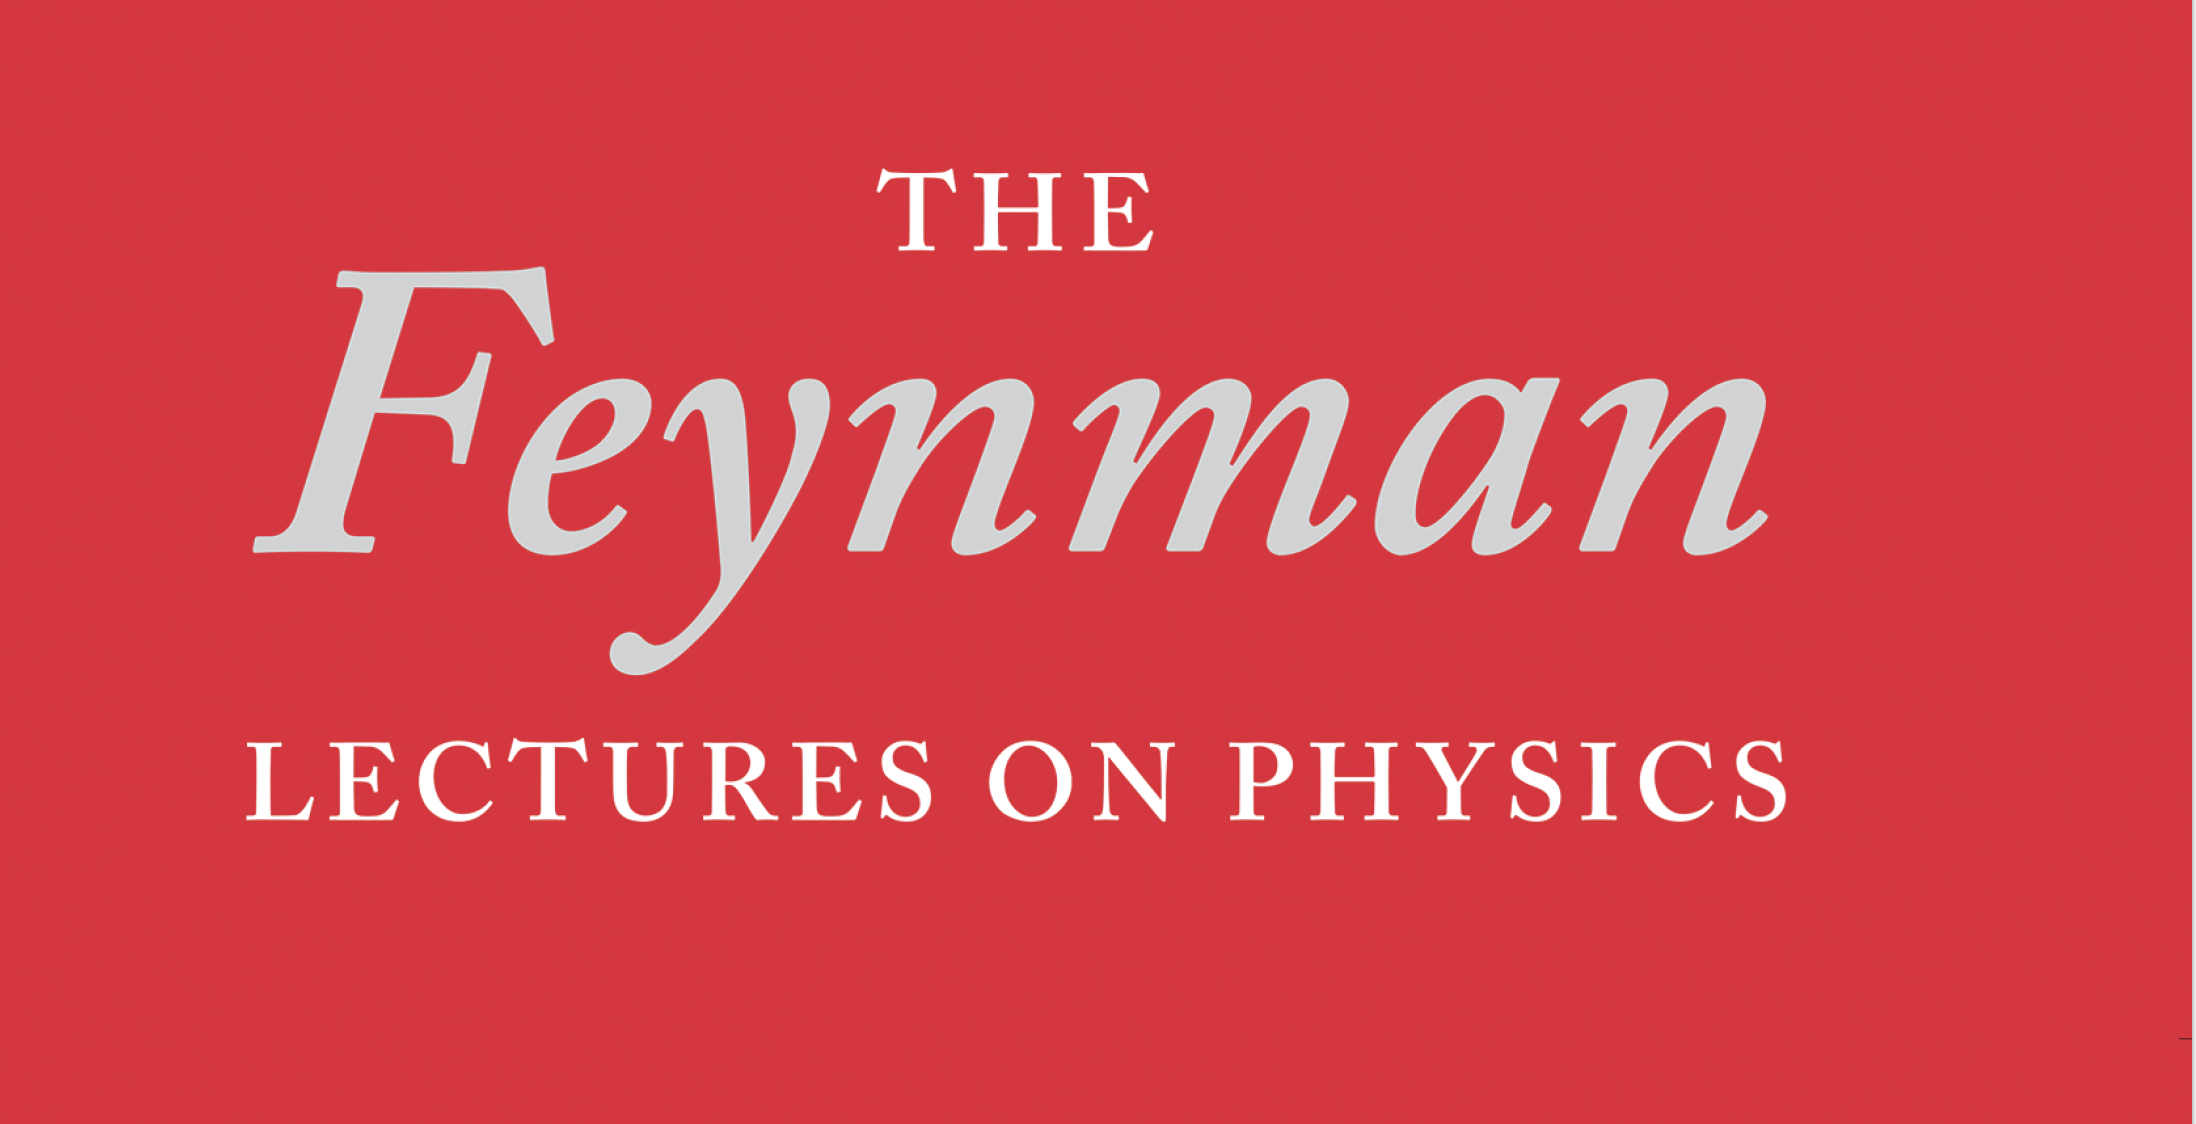 THE
Feynman
LECTURES ON PHYSICS